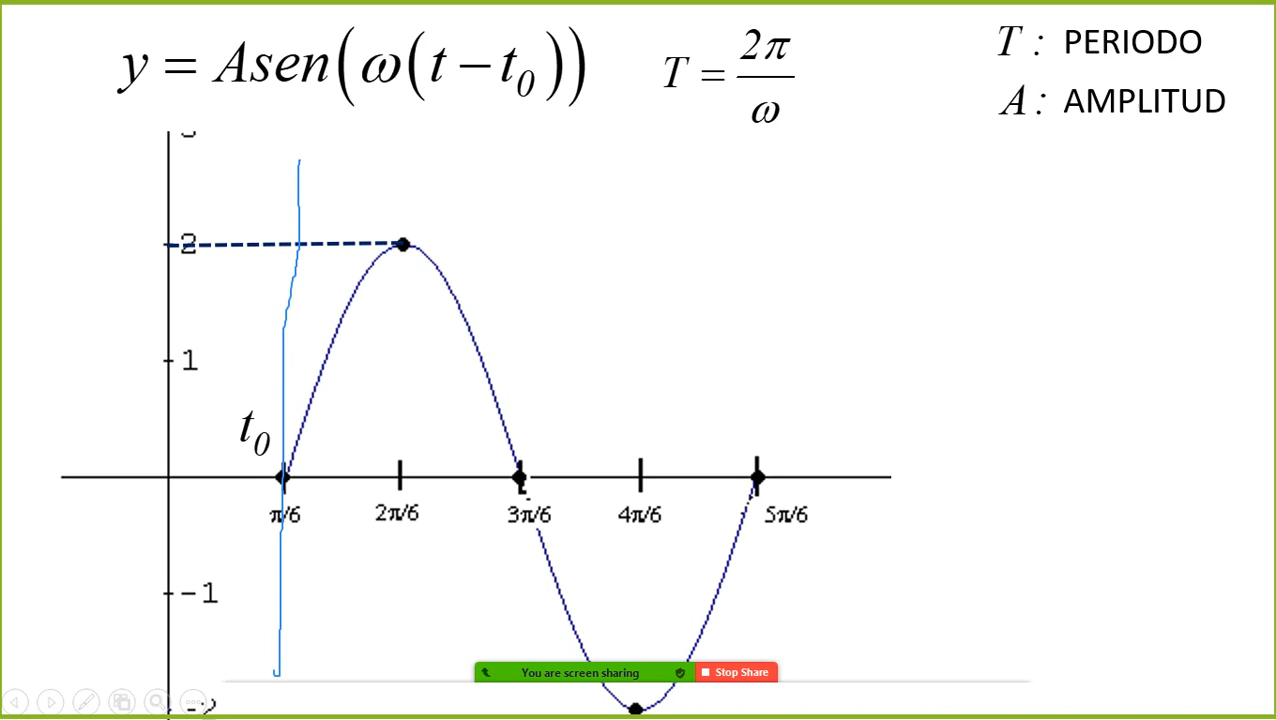 y = Asen(ω(t − t₀))
T = 2π/ω
T : PERIODO
A : AMPLITUD
2
1
t₀
π/6 2π/6 3π/6 4π/6 5π/6
-1
You are screen sharing Stop Share
-2